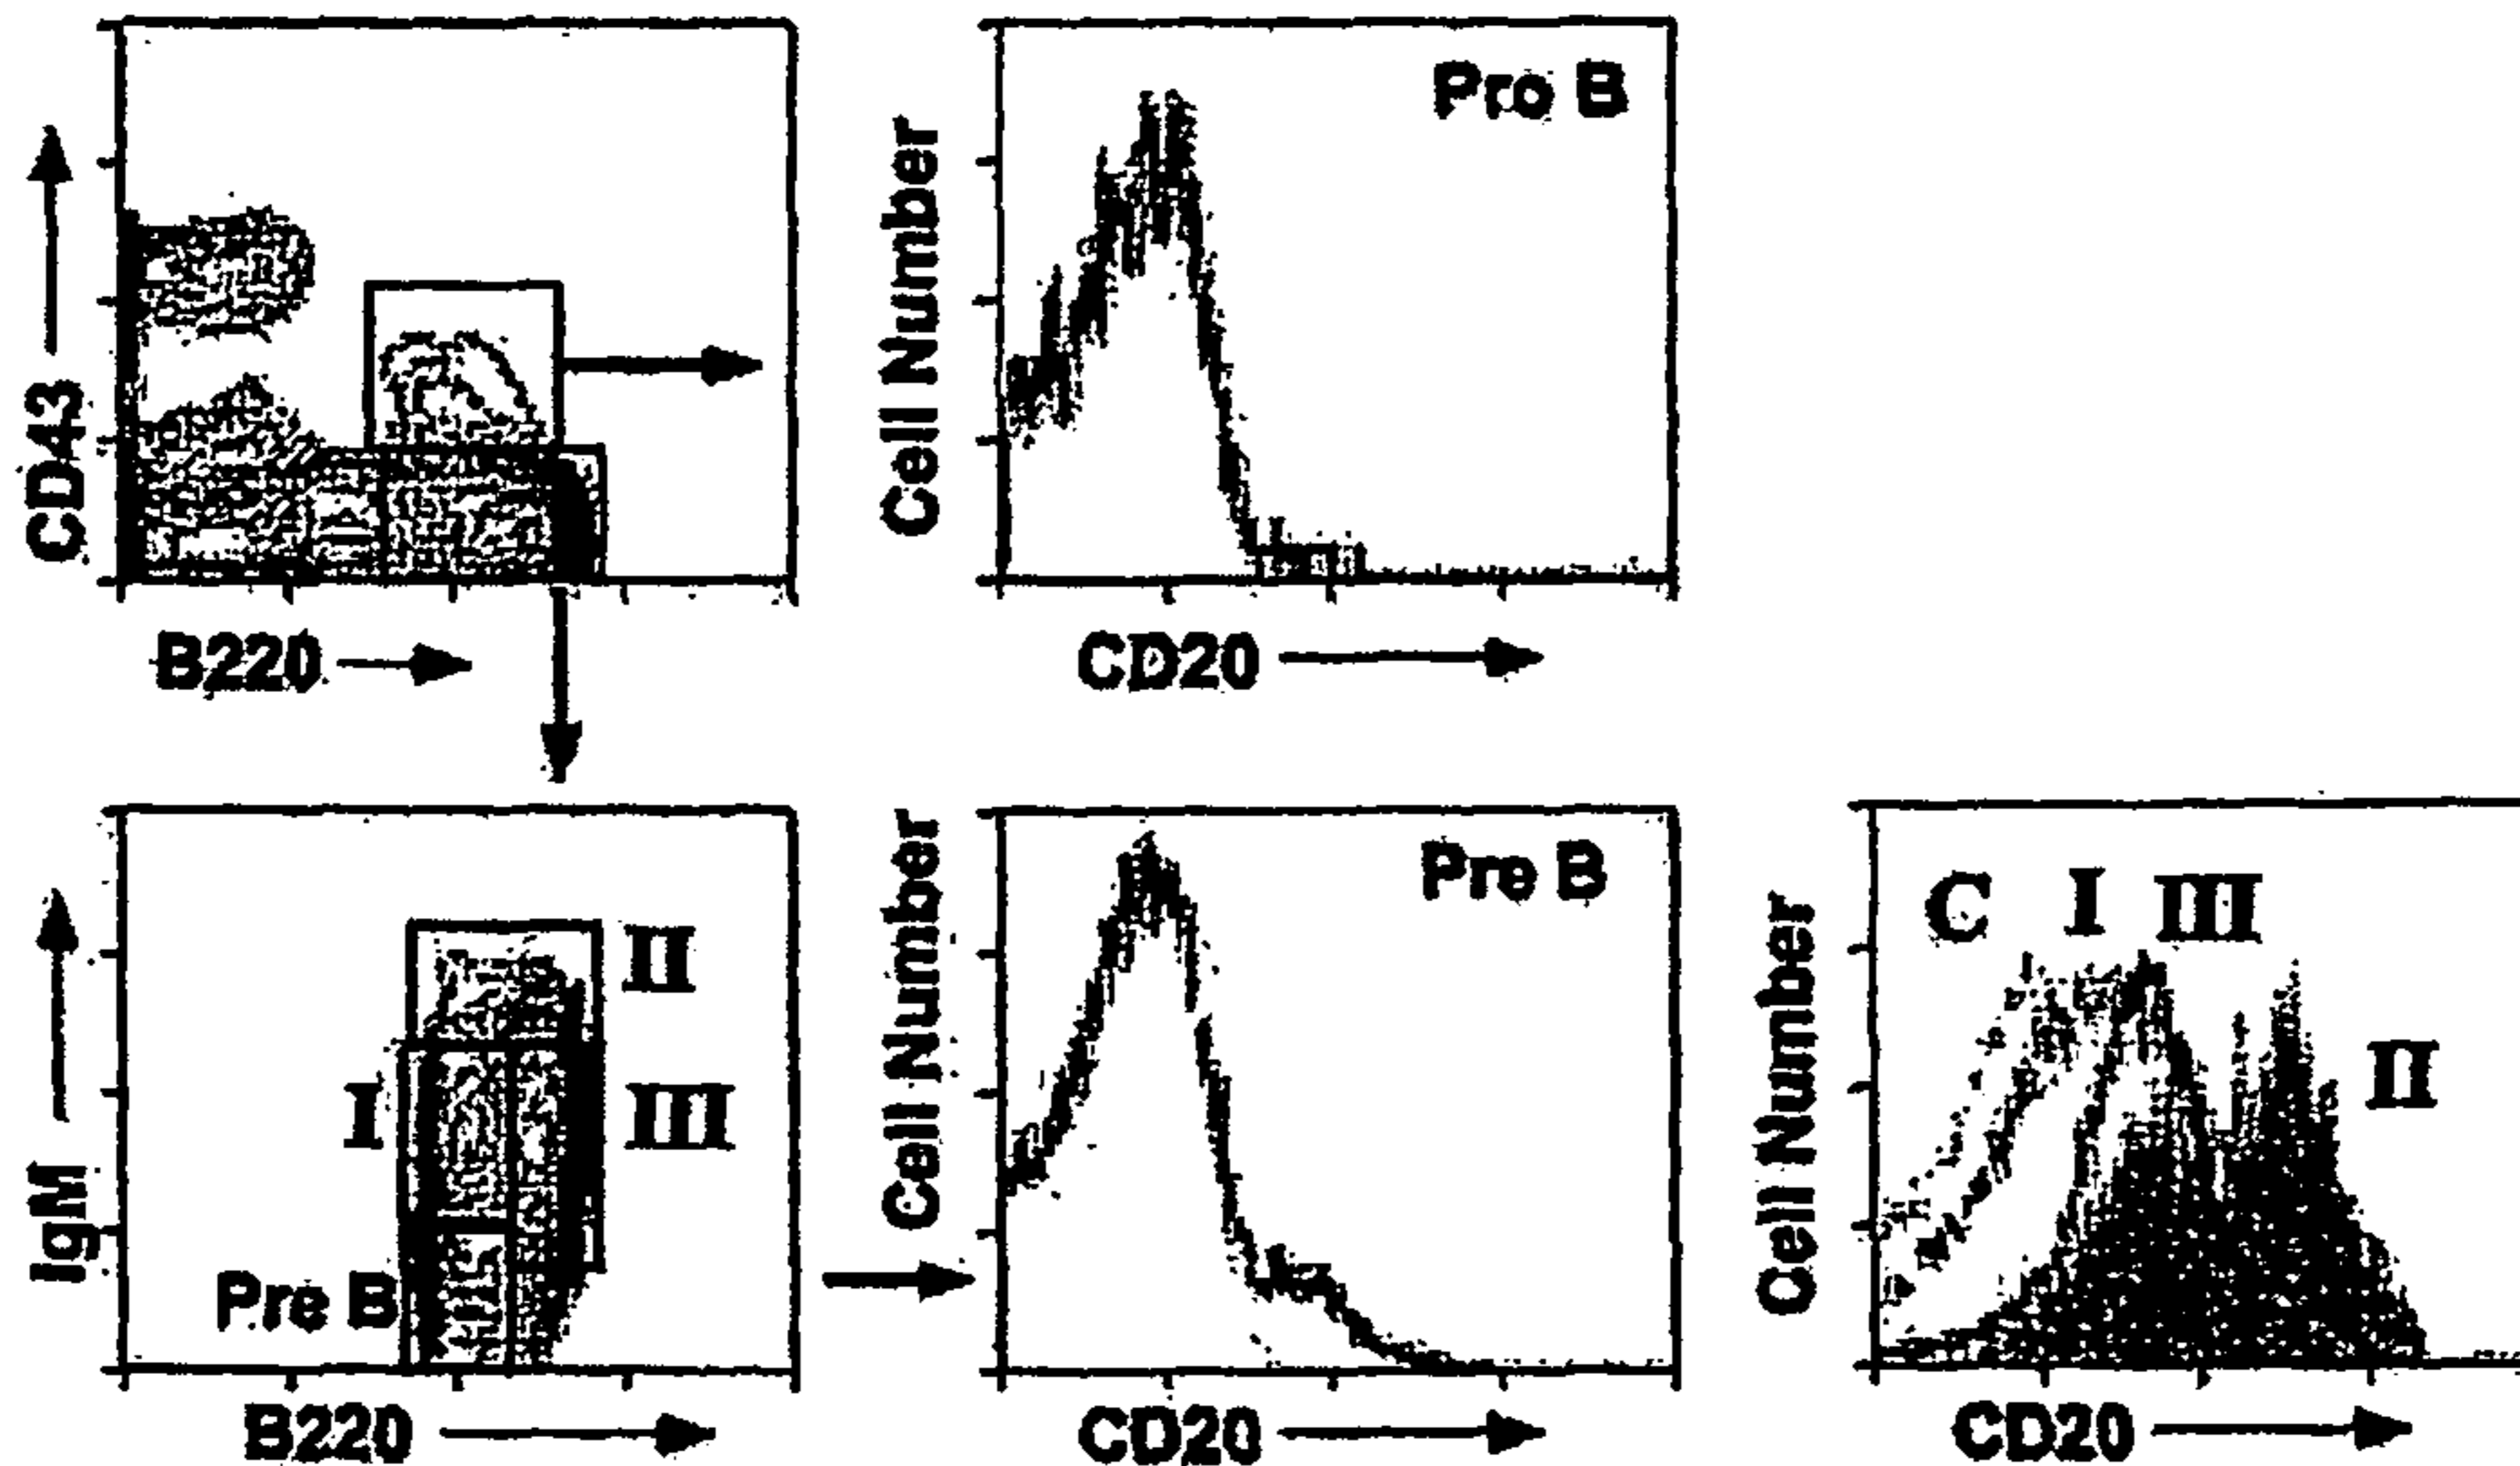 CD43
B220
Cell Number
Pro B
CD20
IgM
I
II
III
Pre B
B220
Cell Number
Pre B
CD20
Cell Number
C I III
II
CD20